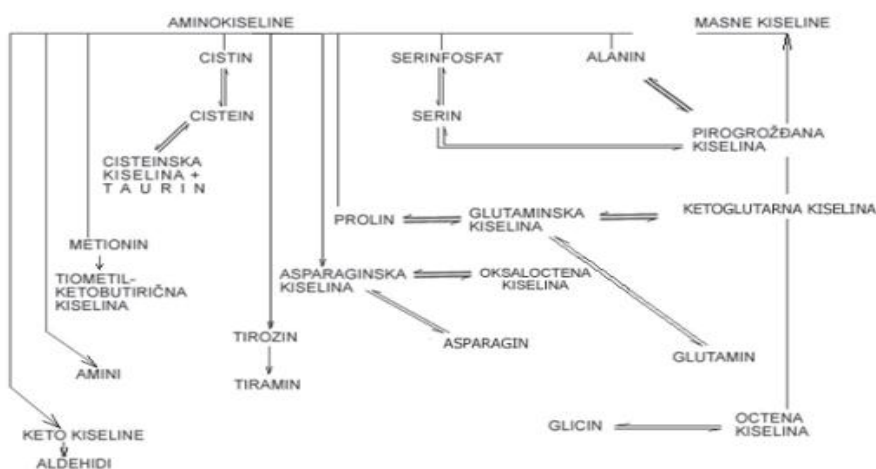 AMINOKISELINE
MASNE KISELINE
CISTIN
SERINFOSFAT
ALANIN
CISTEIN
SERIN
PIROGROŽĐANA
KISELINA
CISTEINSKA
KISELINA +
T A U R I N
PROLIN
GLUTAMINSKA
KISELINA
KETOGLUTARNA KISELINA
METIONIN
TIOMETIL-
KETOBUTIRIČNA
KISELINA
ASPARAGINSKA
KISELINA
OKSALOCTENA
KISELINA
TIROZIN
ASPARAGIN
GLUTAMIN
AMINI
TIRAMIN
GLICIN
OCTENA
KISELINA
KETO KISELINE
ALDEHIDI